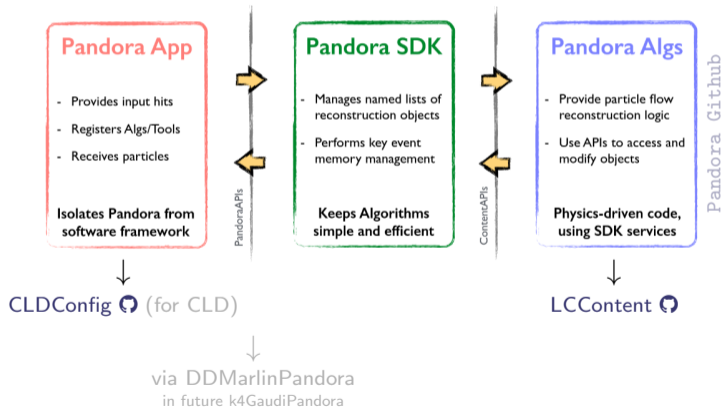 Pandora App
- Provides input hits
- Registers Algs/Tools
- Receives particles
Isolates Pandora from
software framework
PandoraAPIs
Pandora SDK
- Manages named lists of
reconstruction objects
- Performs key event
memory management
Keeps Algorithms
simple and efficient
ContentAPIs
Pandora Algs
- Provide particle flow
reconstruction logic
- Use APIs to access and
modify objects
Physics-driven code,
using SDK services
Pandora Github
CLDConfig (for CLD)
LCContent
via DDMarlinPandora
in future k4GaudiPandora